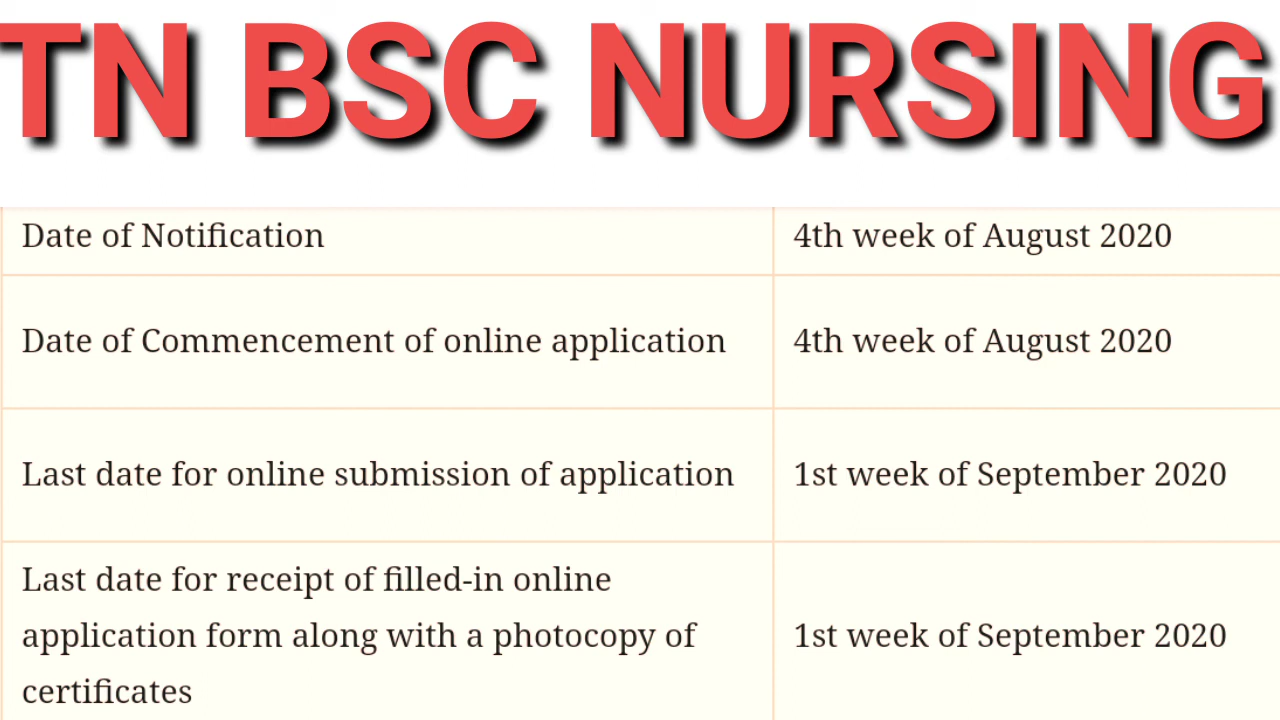 TN BSC NURSING
Date of Notification
4th week of August 2020
Date of Commencement of online application
4th week of August 2020
Last date for online submission of application
1st week of September 2020
Last date for receipt of filled-in online
application form along with a photocopy of
certificates
1st week of September 2020